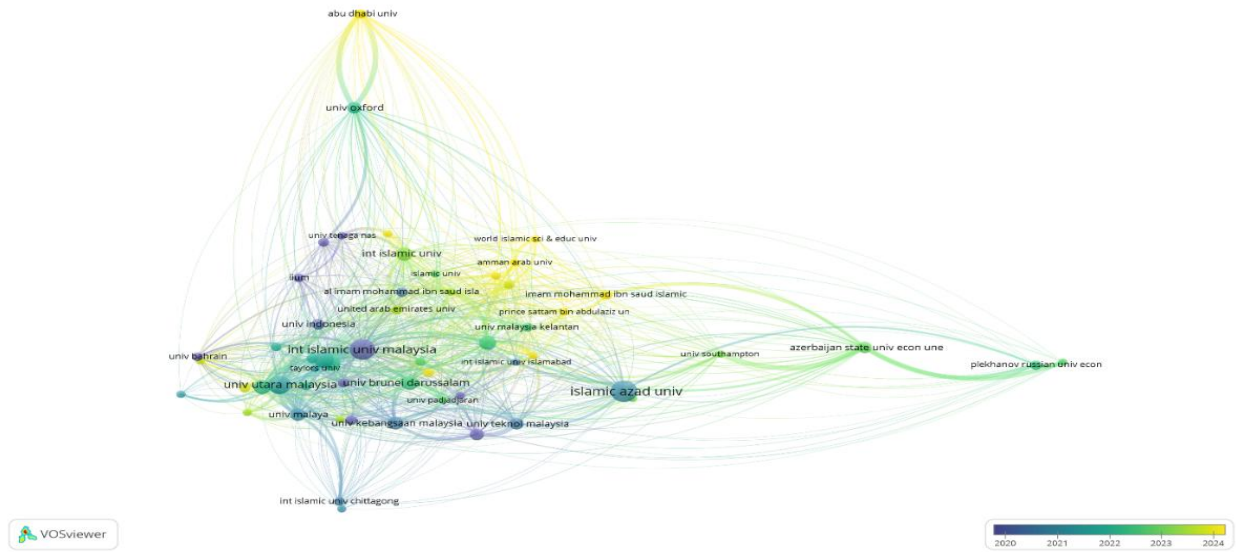 abu dhabi univ
univ oxford
univ tenaga nas
world islamic sci & educ univ
int islamic univ
amman arab univ
islamic univ
iium
al imam mohammad ibn saud isla
imam mohammad ibn saud islamic
united arab emirates univ
prince sattam bin abdulaziz un
univ indonesia
univ malaysia kelantan
int islamic univ malaysia
azerbaijan state univ econ une
univ bahrain
univ southampton
int islamic univ islamabad
plekhanov russian univ econ
taylors univ
univ utara malaysia
univ brunei darussalam
islamic azad univ
univ padjadjaran
univ malaya
univ kebangsaan malaysia
univ teknol malaysia
int islamic univ chittagong
VOSviewer
2020 2021 2022 2023 2024